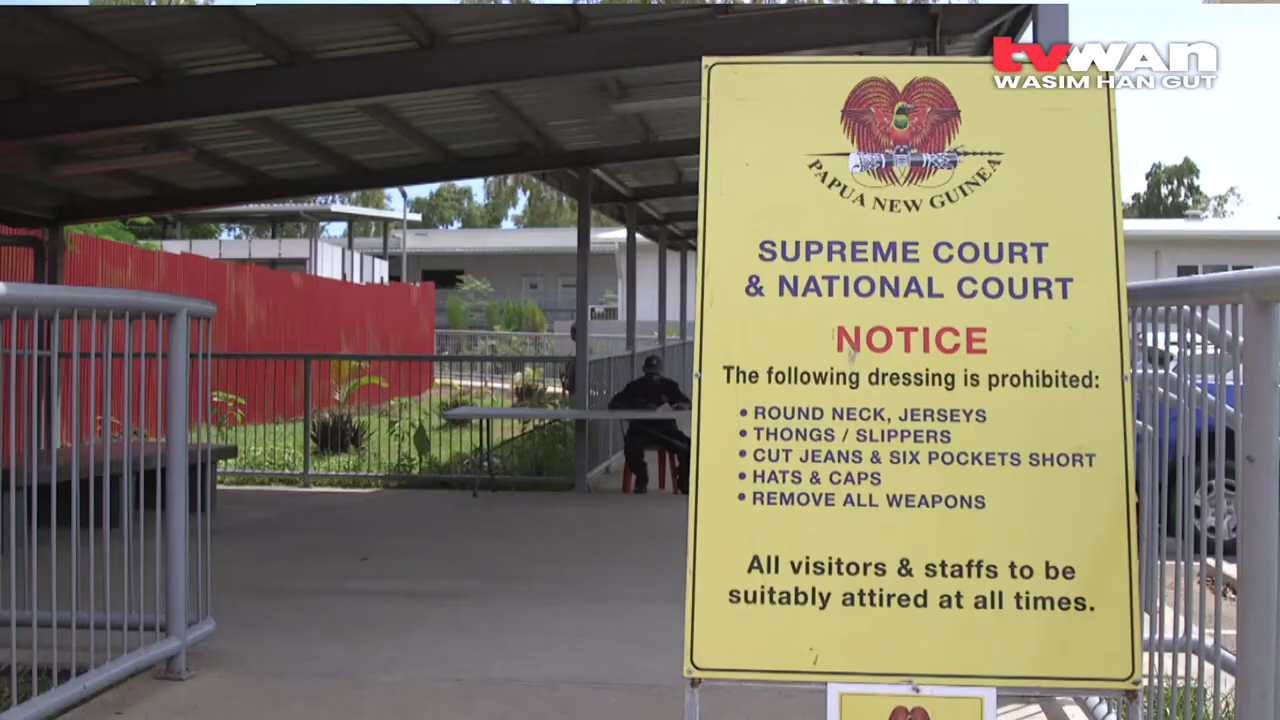 tvwan
WASIM HAN GUT
PAPUA NEW GUINEA
SUPREME COURT
& NATIONAL COURT
NOTICE
The following dressing is prohibited:
• ROUND NECK, JERSEYS
• THONGS / SLIPPERS
• CUT JEANS & SIX POCKETS SHORT
• HATS & CAPS
• REMOVE ALL WEAPONS
All visitors & staffs to be
suitably attired at all times.